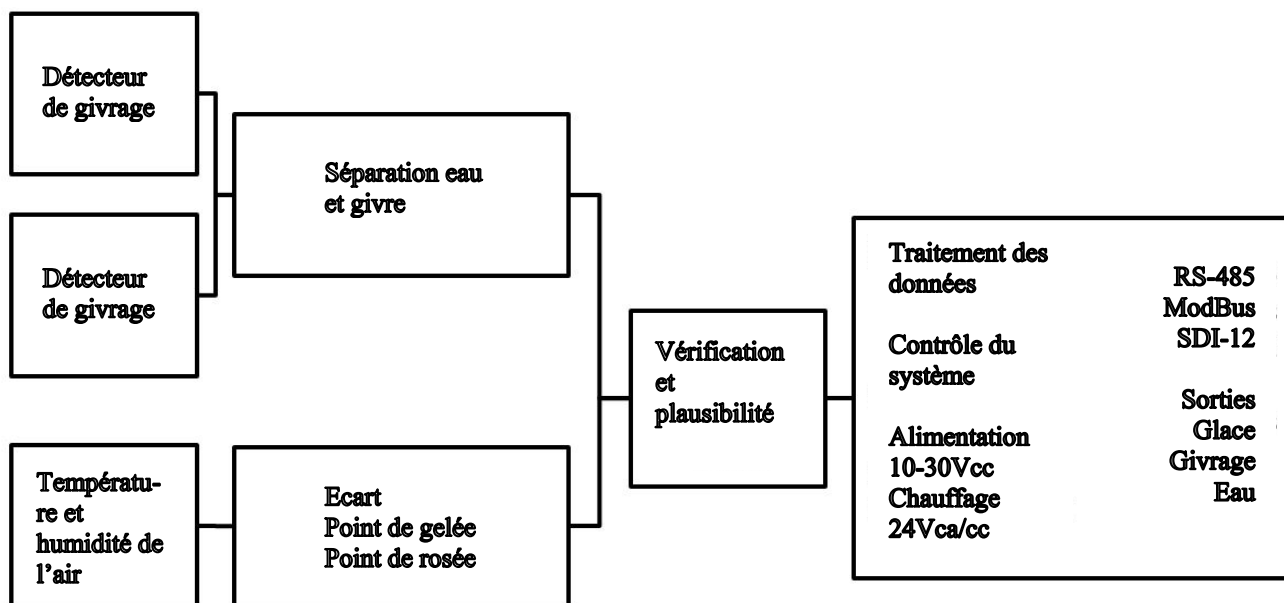 Détecteur
de givrage
Séparation eau
et givre
Détecteur
de givrage
Températu-
re et
humidité de
l'air
Ecart
Point de gelée
Point de rosée
Vérification
et
plausibilité
Traitement des
données
Contrôle du
système
Alimentation
10-30Vcc
Chauffage
24Vca/cc
RS-485
ModBus
SDI-12
Sorties
Glace
Givrage
Eau